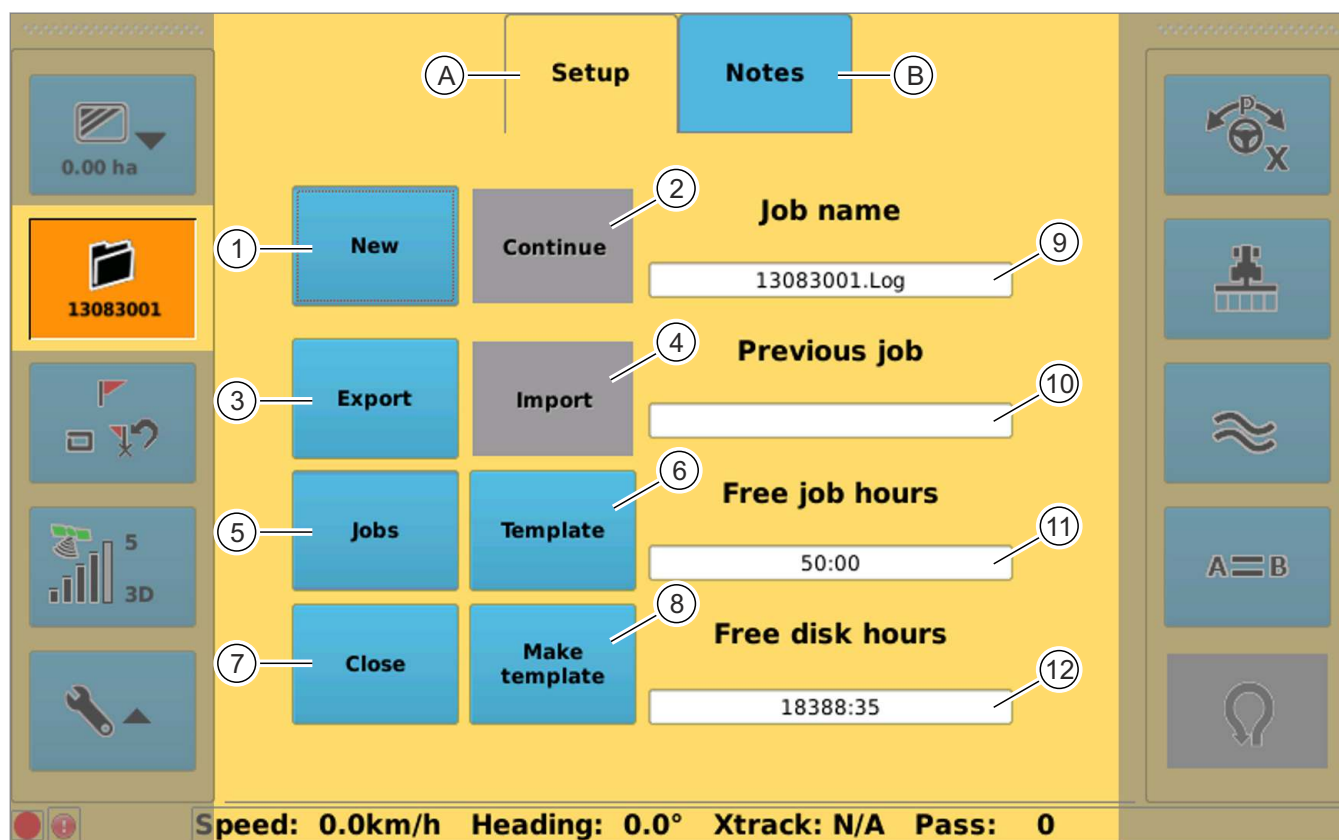 A
Setup
Notes
B
0.00 ha
1
New
2
Continue
Job name
9
13083001.Log
13083001
3
Export
4
Import
Previous job
10
5
3D
5
Jobs
6
Template
Free job hours
11
50:00
A B
7
Close
8
Make
template
Free disk hours
12
18388:35
P
X
Speed: 0.0km/h Heading: 0.0° Xtrack: N/A Pass: 0